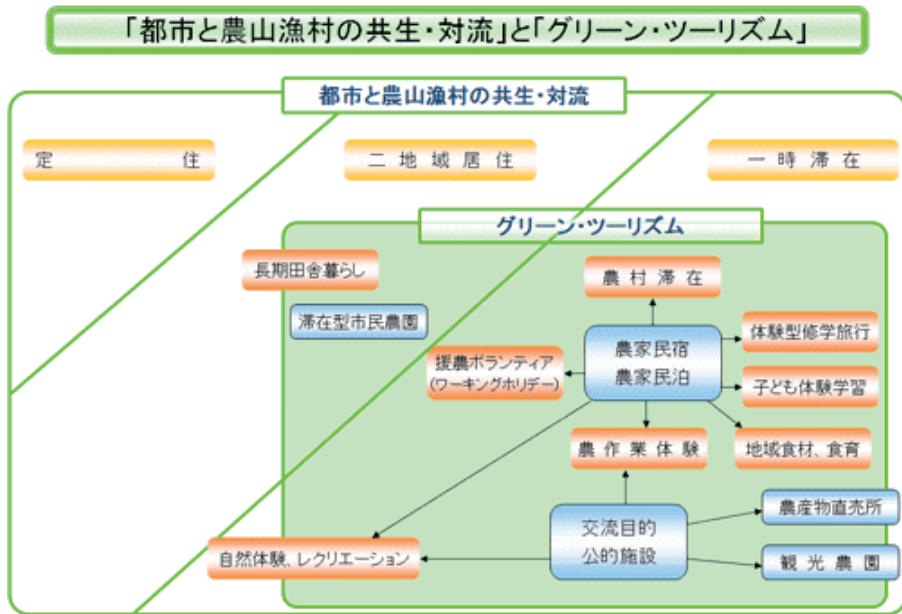 「都市と農山漁村の共生・対流」と「グリーン・ツーリズム」
都市と農山漁村の共生・対流
定住
二地域居住
一時滞在
グリーン・ツーリズム
長期田舎暮らし
農村滞在
滞在型市民農園
農家民宿
農家民泊
体験型修学旅行
援農ボランティア
(ワーキングホリデー)
子ども体験学習
農作業体験
地域食材、食育
交流目的
公的施設
農産物直売所
自然体験、レクリエーション
観光農園